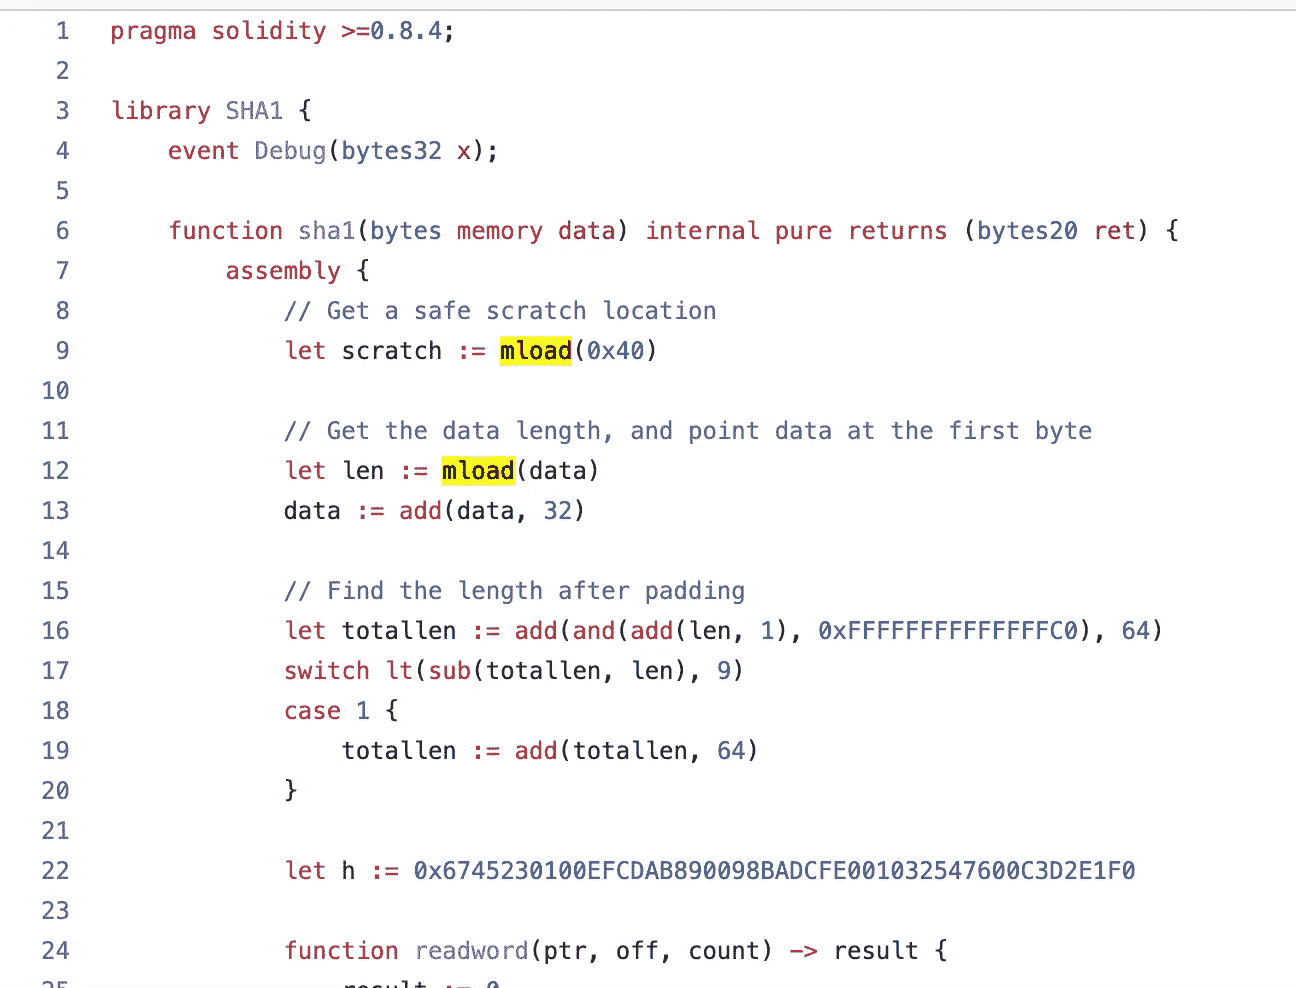 1 pragma solidity >=0.8.4;
2
3 library SHA1 {
4 event Debug(bytes32 x);
5
6 function sha1(bytes memory data) internal pure returns (bytes20 ret) {
7 assembly {
8 // Get a safe scratch location
9 let scratch := mload(0x40)
10
11 // Get the data length, and point data at the first byte
12 let len := mload(data)
13 data := add(data, 32)
14
15 // Find the length after padding
16 let totallen := add(and(add(len, 1), 0xFFFFFFFFFFFFFFC0), 64)
17 switch lt(sub(totallen, len), 9)
18 case 1 {
19 totallen := add(totallen, 64)
20 }
21
22 let h := 0x6745230100EFCDAB890098BADCFE001032547600C3D2E1F0
23
24 function readword(ptr, off, count) -> result {
25 result := 0